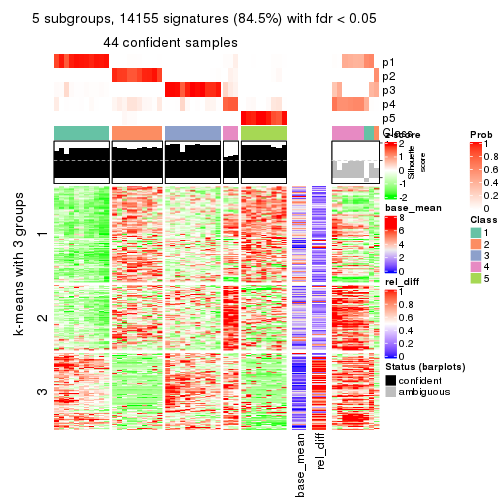 5 subgroups, 14155 signatures (84.5%) with fdr < 0.05
44 confident samples
p1
p2
p3
p4
p5
Class
Silhouette
score
k-means with 3 groups
1
2
3
base_mean
rel_diff
z-score
2
1
0
-1
-2
base_mean
8
6
4
2
0
rel_diff
1
0.8
0.6
0.4
0.2
0
Status (barplots)
confident
ambiguous
Prob
1
0.8
0.6
0.4
0.2
0
Class
1
2
3
4
5